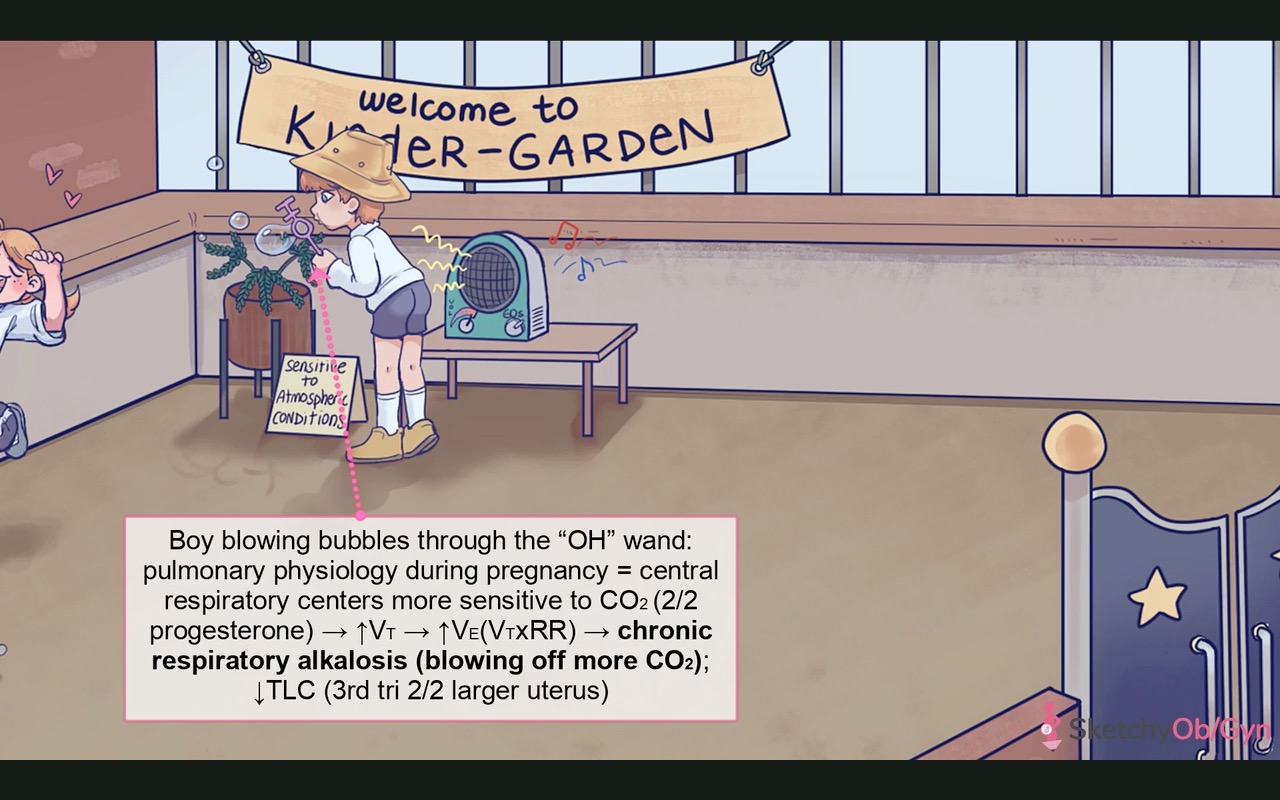 welcome to
KinDeR-GARDeN
Sensitive
to
Atmospheric
CONDITIONS
Boy blowing bubbles through the “OH” wand:
pulmonary physiology during pregnancy = central
respiratory centers more sensitive to CO₂ (2/2
progesterone) → ↑VT → ↑VE(VTxRR) → chronic
respiratory alkalosis (blowing off more CO₂);
↓TLC (3rd tri 2/2 larger uterus)
SketchyOb/Gyn